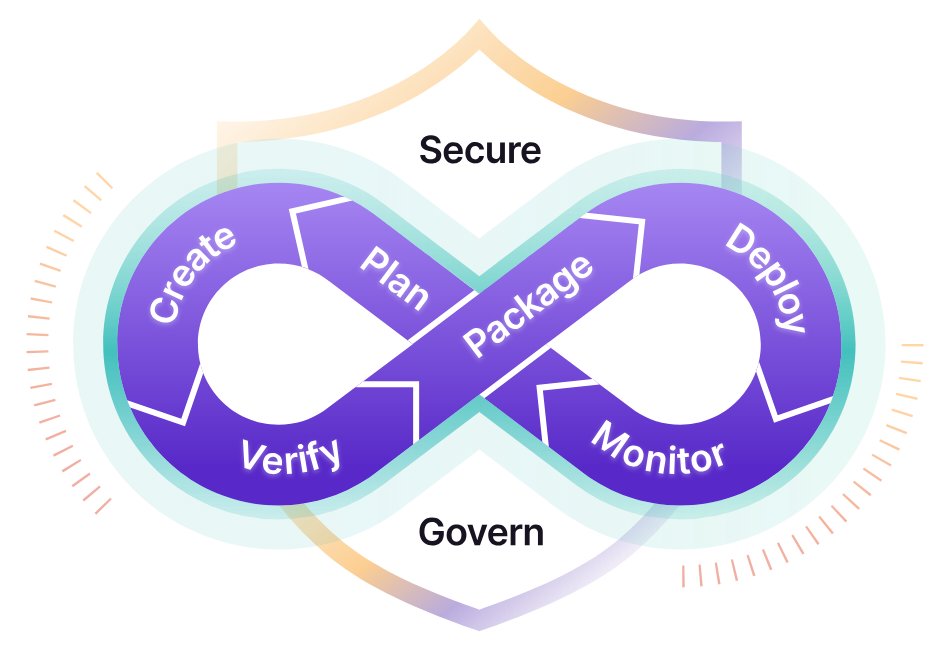 Secure
Create
Plan
Package
Deploy
Verify
Monitor
Govern